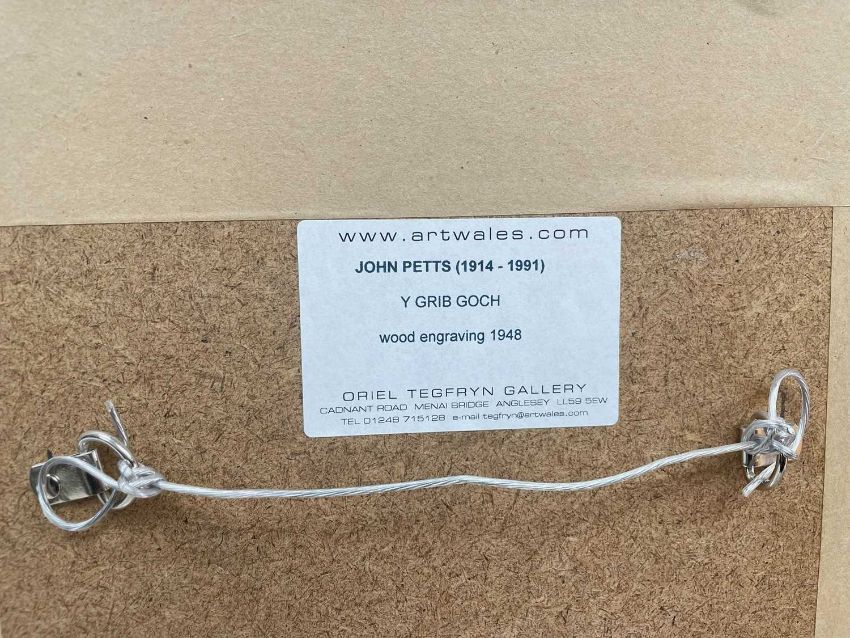 www.artwales.com
JOHN PETTS (1914 - 1991)
Y GRIB GOCH
wood engraving 1948
ORIEL TEGFRYN GALLERY
CADNANT ROAD MENAI BRIDGE ANGLESEY LL59 5EW
TEL 01248 715128 e-mail tegfryn@artwales.com